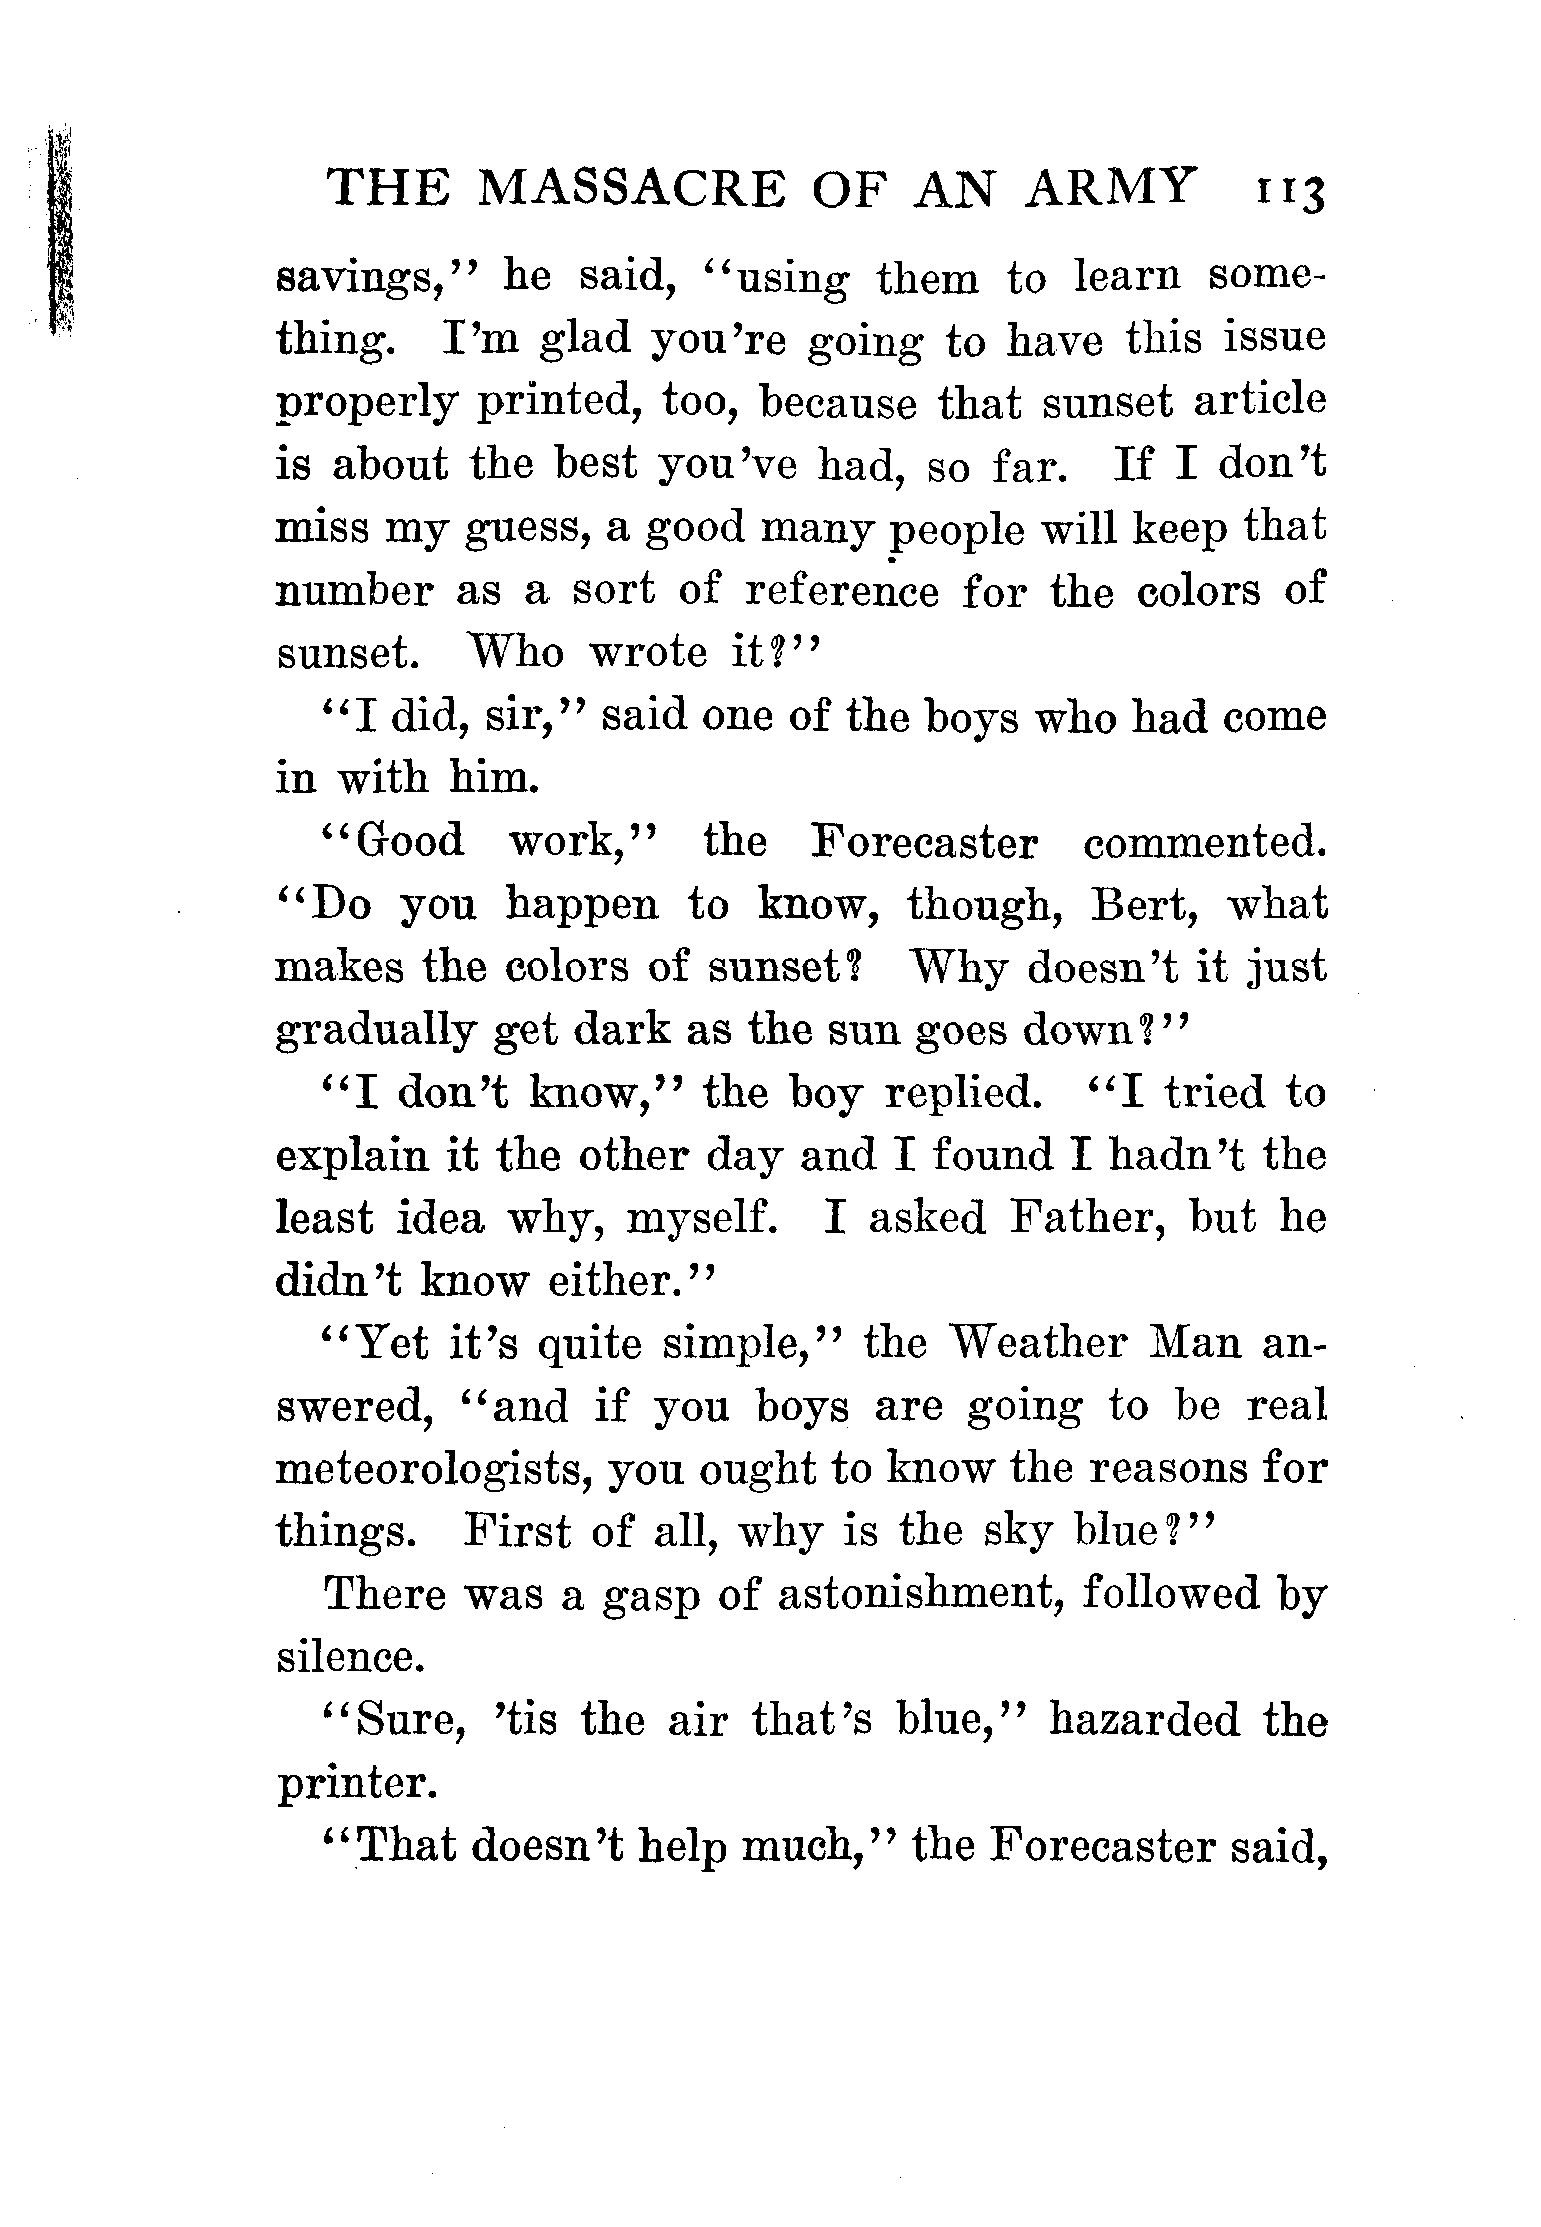 THE MASSACRE OF AN ARMY 113
savings," he said, "using them to learn some-
thing. I'm glad you're going to have this issue
properly printed, too, because that sunset article
is about the best you've had, so far. If I don't
miss my guess, a good many people will keep that
number as a sort of reference for the colors of
sunset. Who wrote it?"
"I did, sir," said one of the boys who had come
in with him.
"Good work," the Forecaster commented.
"Do you happen to know, though, Bert, what
makes the colors of sunset? Why doesn't it just
gradually get dark as the sun goes down?"
"I don't know," the boy replied. "I tried to
explain it the other day and I found I hadn't the
least idea why, myself. I asked Father, but he
didn't know either."
"Yet it's quite simple," the Weather Man an-
swered, "and if you boys are going to be real
meteorologists, you ought to know the reasons for
things. First of all, why is the sky blue?"
There was a gasp of astonishment, followed by
silence.
"Sure, 'tis the air that's blue," hazarded the
printer.
"That doesn't help much," the Forecaster said,